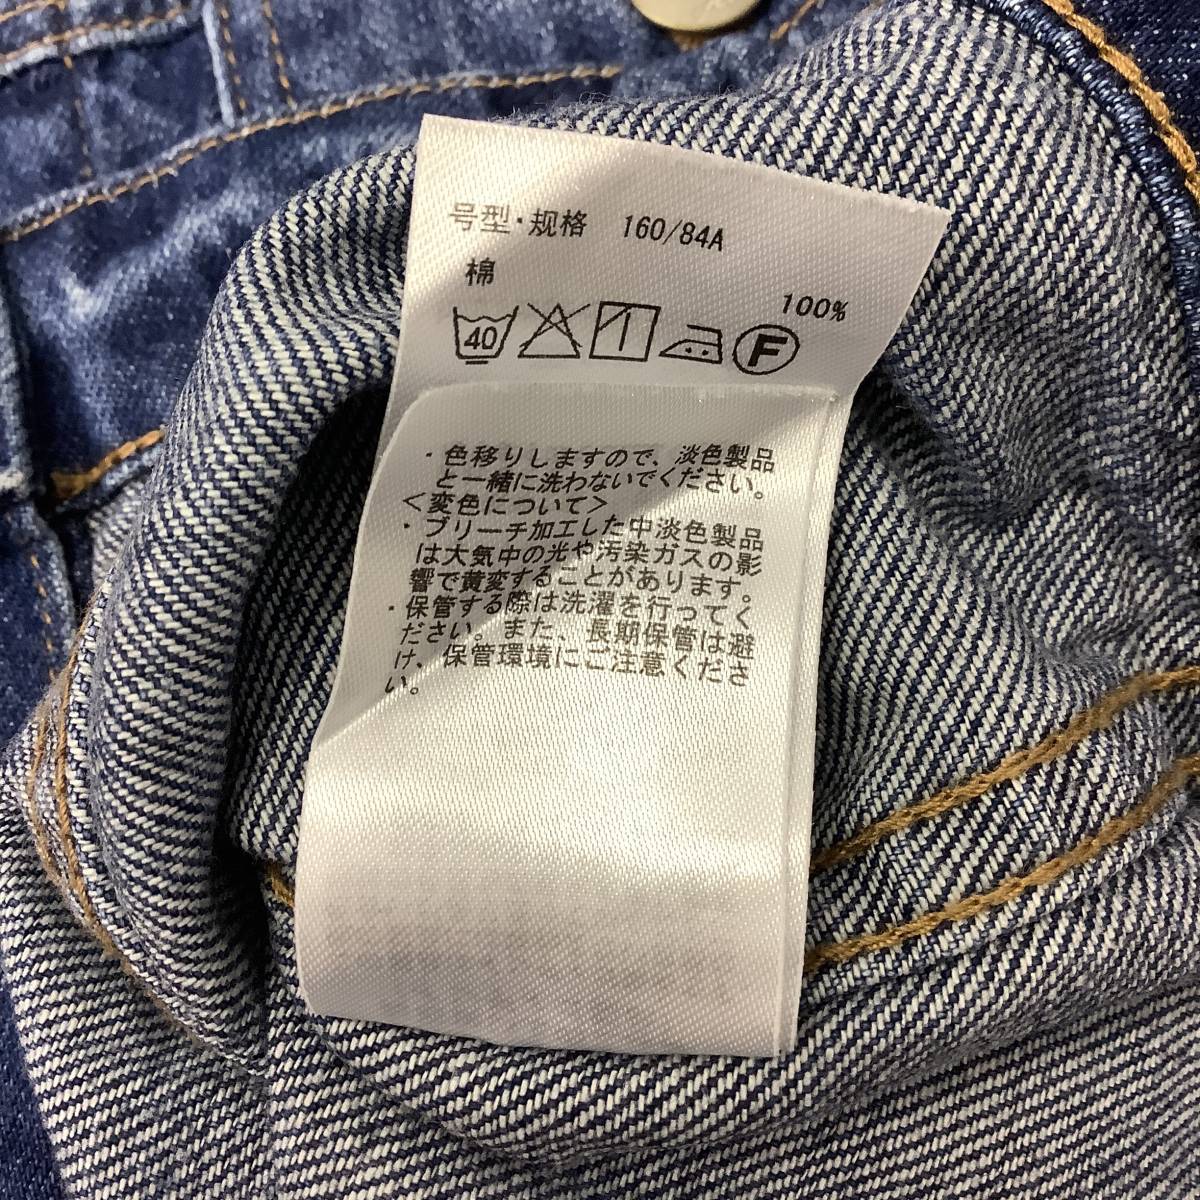 号型・规格 160/84A
棉
100%
40
F
・色移りしますので、淡色製品
と一緒に洗わないでください。
<変色について>
・ブリーチ加工した中淡色製品
は大気中の光や汚染ガスの影
響で黄変することがあります。
・保管する際は洗濯を行ってく
ださい。また、長期保管は避
け、保管環境にご注意くださ
い。